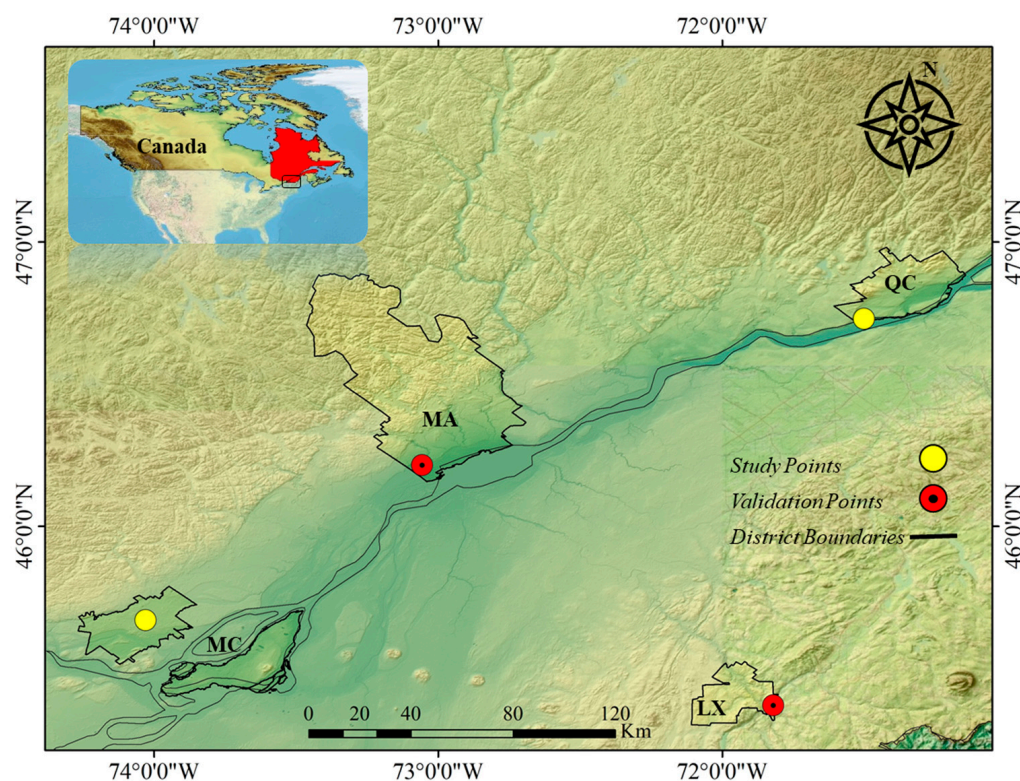 74°0'0"W 73°0'0"W 72°0'0"W
N
Canada
47°0'0"N 47°0'0"N
QC
MA
Study Points
Validation Points
46°0'0"N 46°0'0"N
District Boundaries
MC
LX
0 20 40 80 120
Km
74°0'0"W 73°0'0"W 72°0'0"W